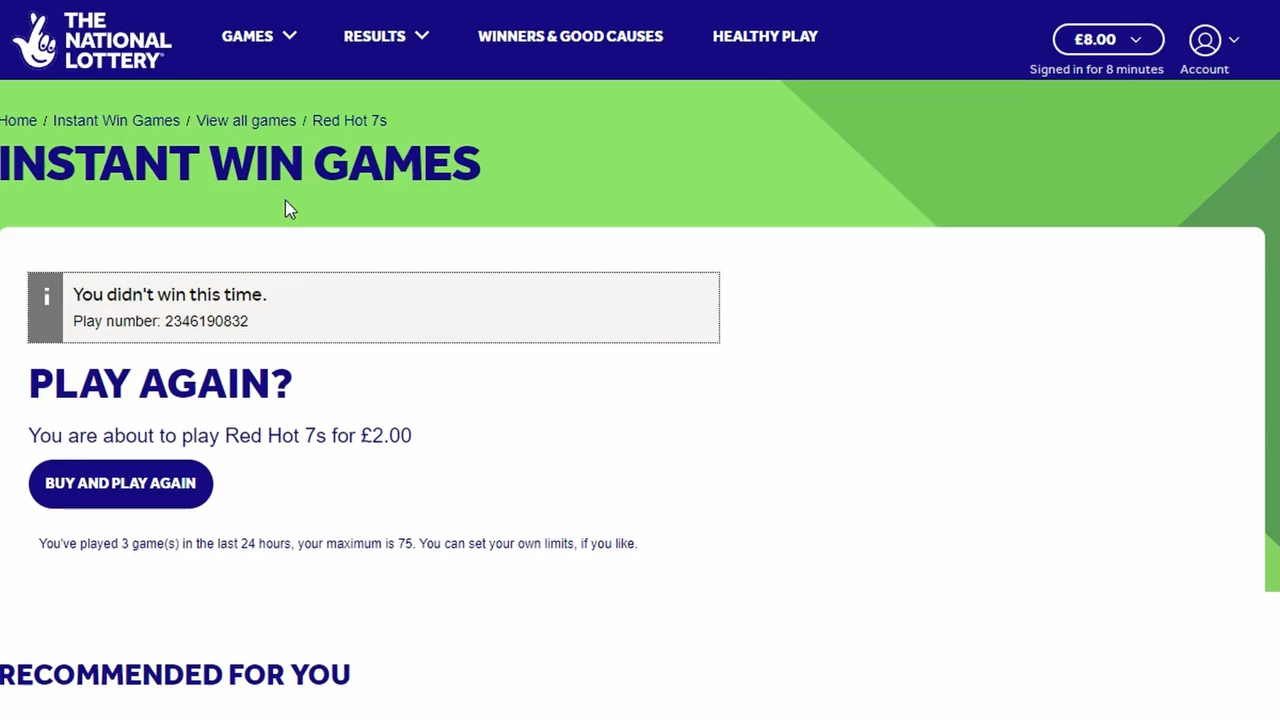 THE
NATIONAL
LOTTERY
GAMES
RESULTS
WINNERS & GOOD CAUSES
HEALTHY PLAY
£8.00
Signed in for 8 minutes
Account
Home / Instant Win Games / View all games / Red Hot 7s
INSTANT WIN GAMES
i
You didn't win this time.
Play number: 2346190832
PLAY AGAIN?
You are about to play Red Hot 7s for £2.00
BUY AND PLAY AGAIN
You've played 3 game(s) in the last 24 hours, your maximum is 75. You can set your own limits, if you like.
RECOMMENDED FOR YOU